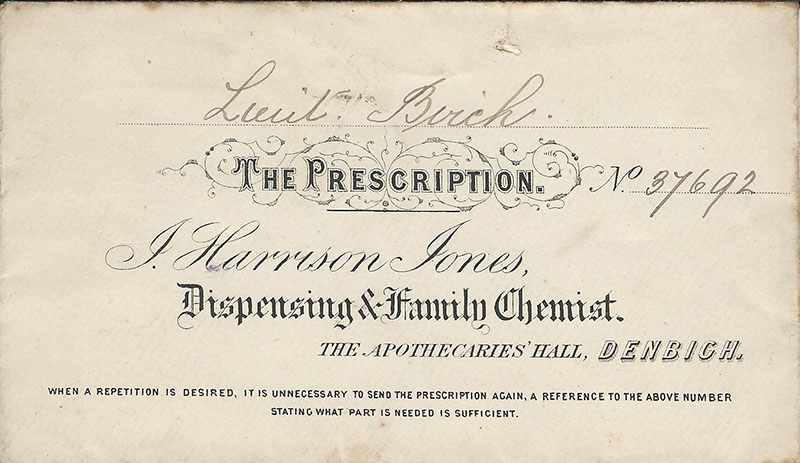 Lieut. Birch.
THE PRESCRIPTION. No 37692
J. Harrison Jones,
Dispensing & Family Chemist.
THE APOTHECARIES' HALL, DENBIGH.
WHEN A REPETITION IS DESIRED, IT IS UNNECESSARY TO SEND THE PRESCRIPTION AGAIN, A REFERENCE TO THE ABOVE NUMBER
STATING WHAT PART IS NEEDED IS SUFFICIENT.